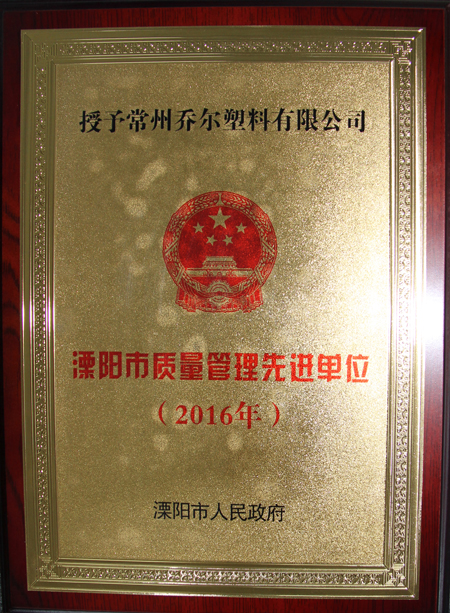 授予常州乔尔塑料有限公司
溧阳市质量管理先进单位
（2016年）
溧阳市人民政府